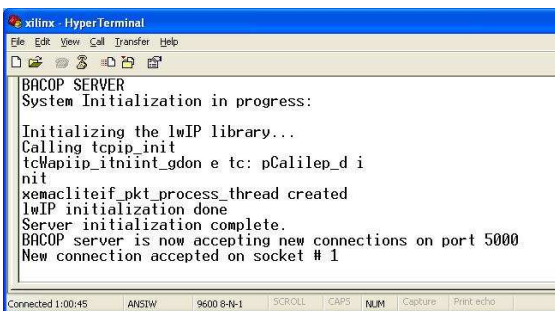 xilinx - HyperTerminal
File Edit View Call Transfer Help
BACOP SERVER
System Initialization in progress:
Initializing the lwIP library...
Calling tcpip_init
tcWapiip_itniint_gdon e tc: pCalilep_d i
nit
xemacliteif_pkt_process_thread created
lwIP initialization done
Server initialization complete.
BACOP server is now accepting new connections on port 5000
New connection accepted on socket # 1
Connected 1:00:45 ANSIW 9600 8-N-1 SCROLL CAPS NUM Capture Print echo